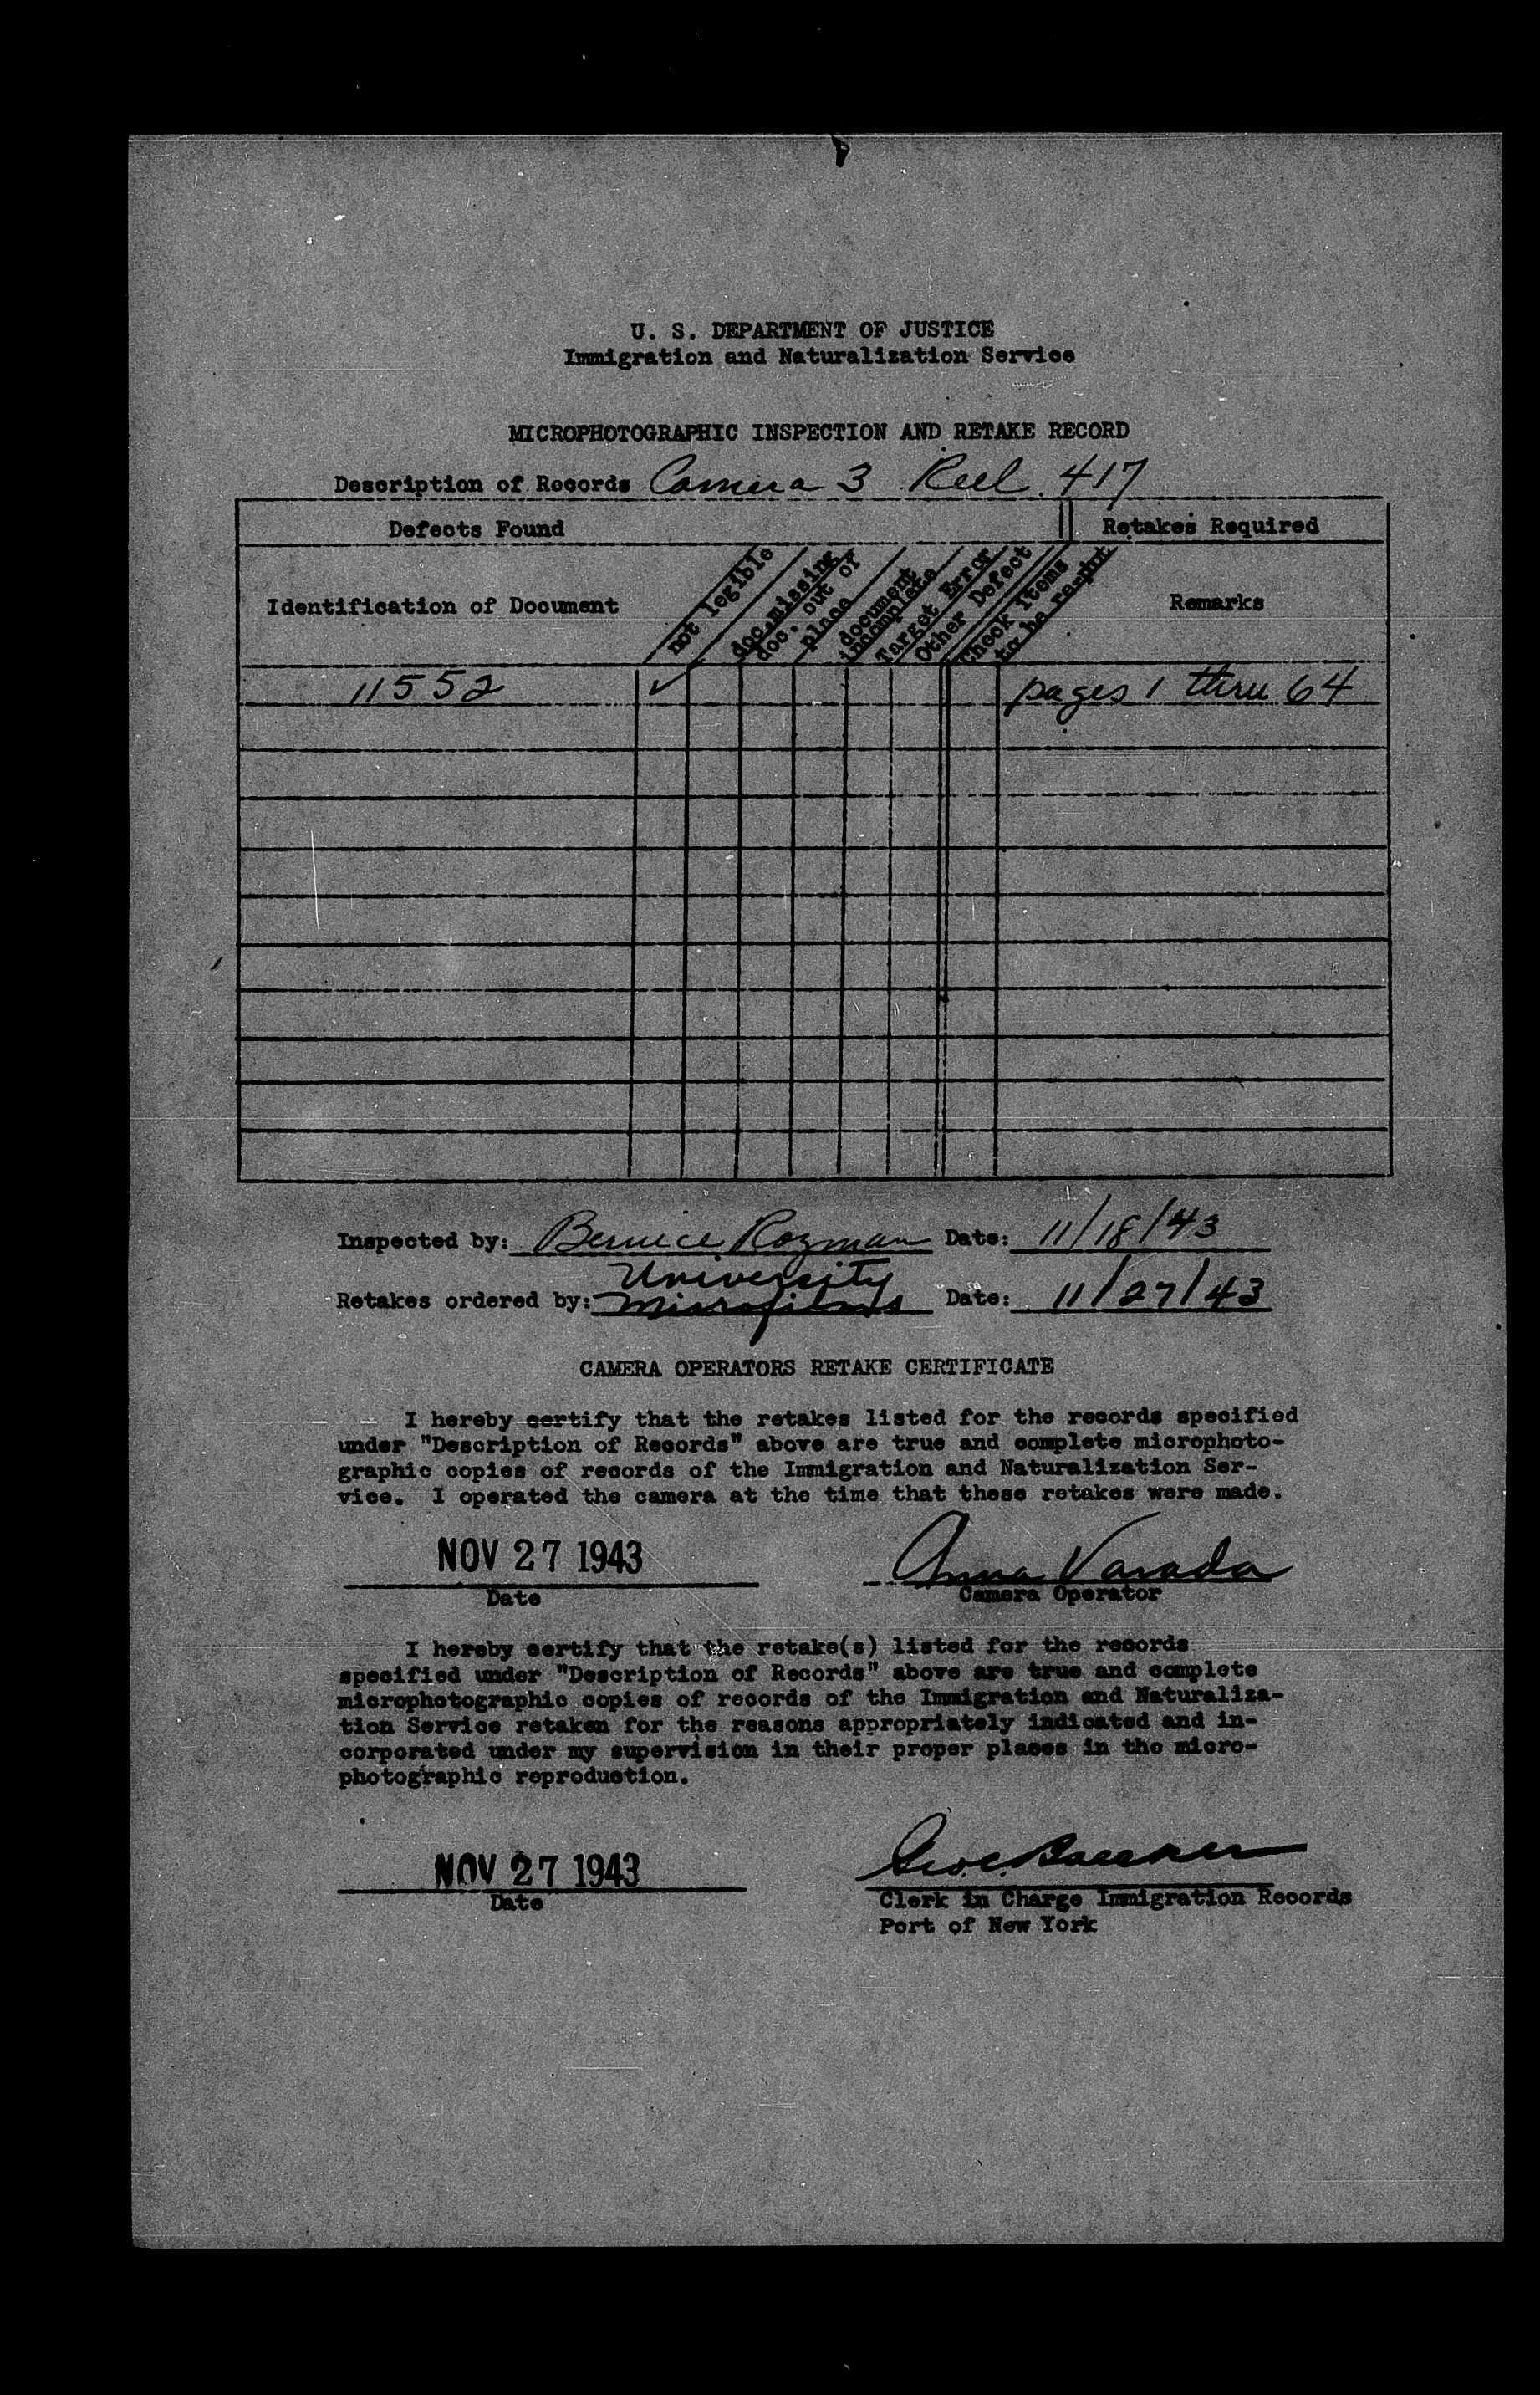 U. S. DEPARTMENT OF JUSTICE
Immigration and Naturalization Service
MICROPHOTOGRAPHIC INSPECTION AND RETAKE RECORD
Description of Records Camera 3 Reel 417
Defects Found Retakes Required
Identification of Document
not legible
doc. missing
doc. out of
place
document
incomplete
Target Error
Other Defect
Check items
to be re-phot
Remarks
11552 ✓ pages 1 thru 64
Inspected by: Bernice Rozman Date: 11/18/43
University
Retakes ordered by: Microfilms Date: 11/27/43
CAMERA OPERATORS RETAKE CERTIFICATE
I hereby certify that the retakes listed for the records specified
under "Description of Records" above are true and complete microphoto-
graphic copies of records of the Immigration and Naturalization Ser-
vice. I operated the camera at the time that these retakes were made.
NOV 27 1943 Anna Varada
Date Camera Operator
I hereby certify that the retake(s) listed for the records
specified under "Description of Records" above are true and complete
microphotographic copies of records of the Immigration and Naturaliza-
tion Service retaken for the reasons appropriately indicated and in-
corporated under my supervision in their proper places in the micro-
photographic reproduction.
NOV 27 1943
Date Clerk in Charge Immigration Records
Port of New York